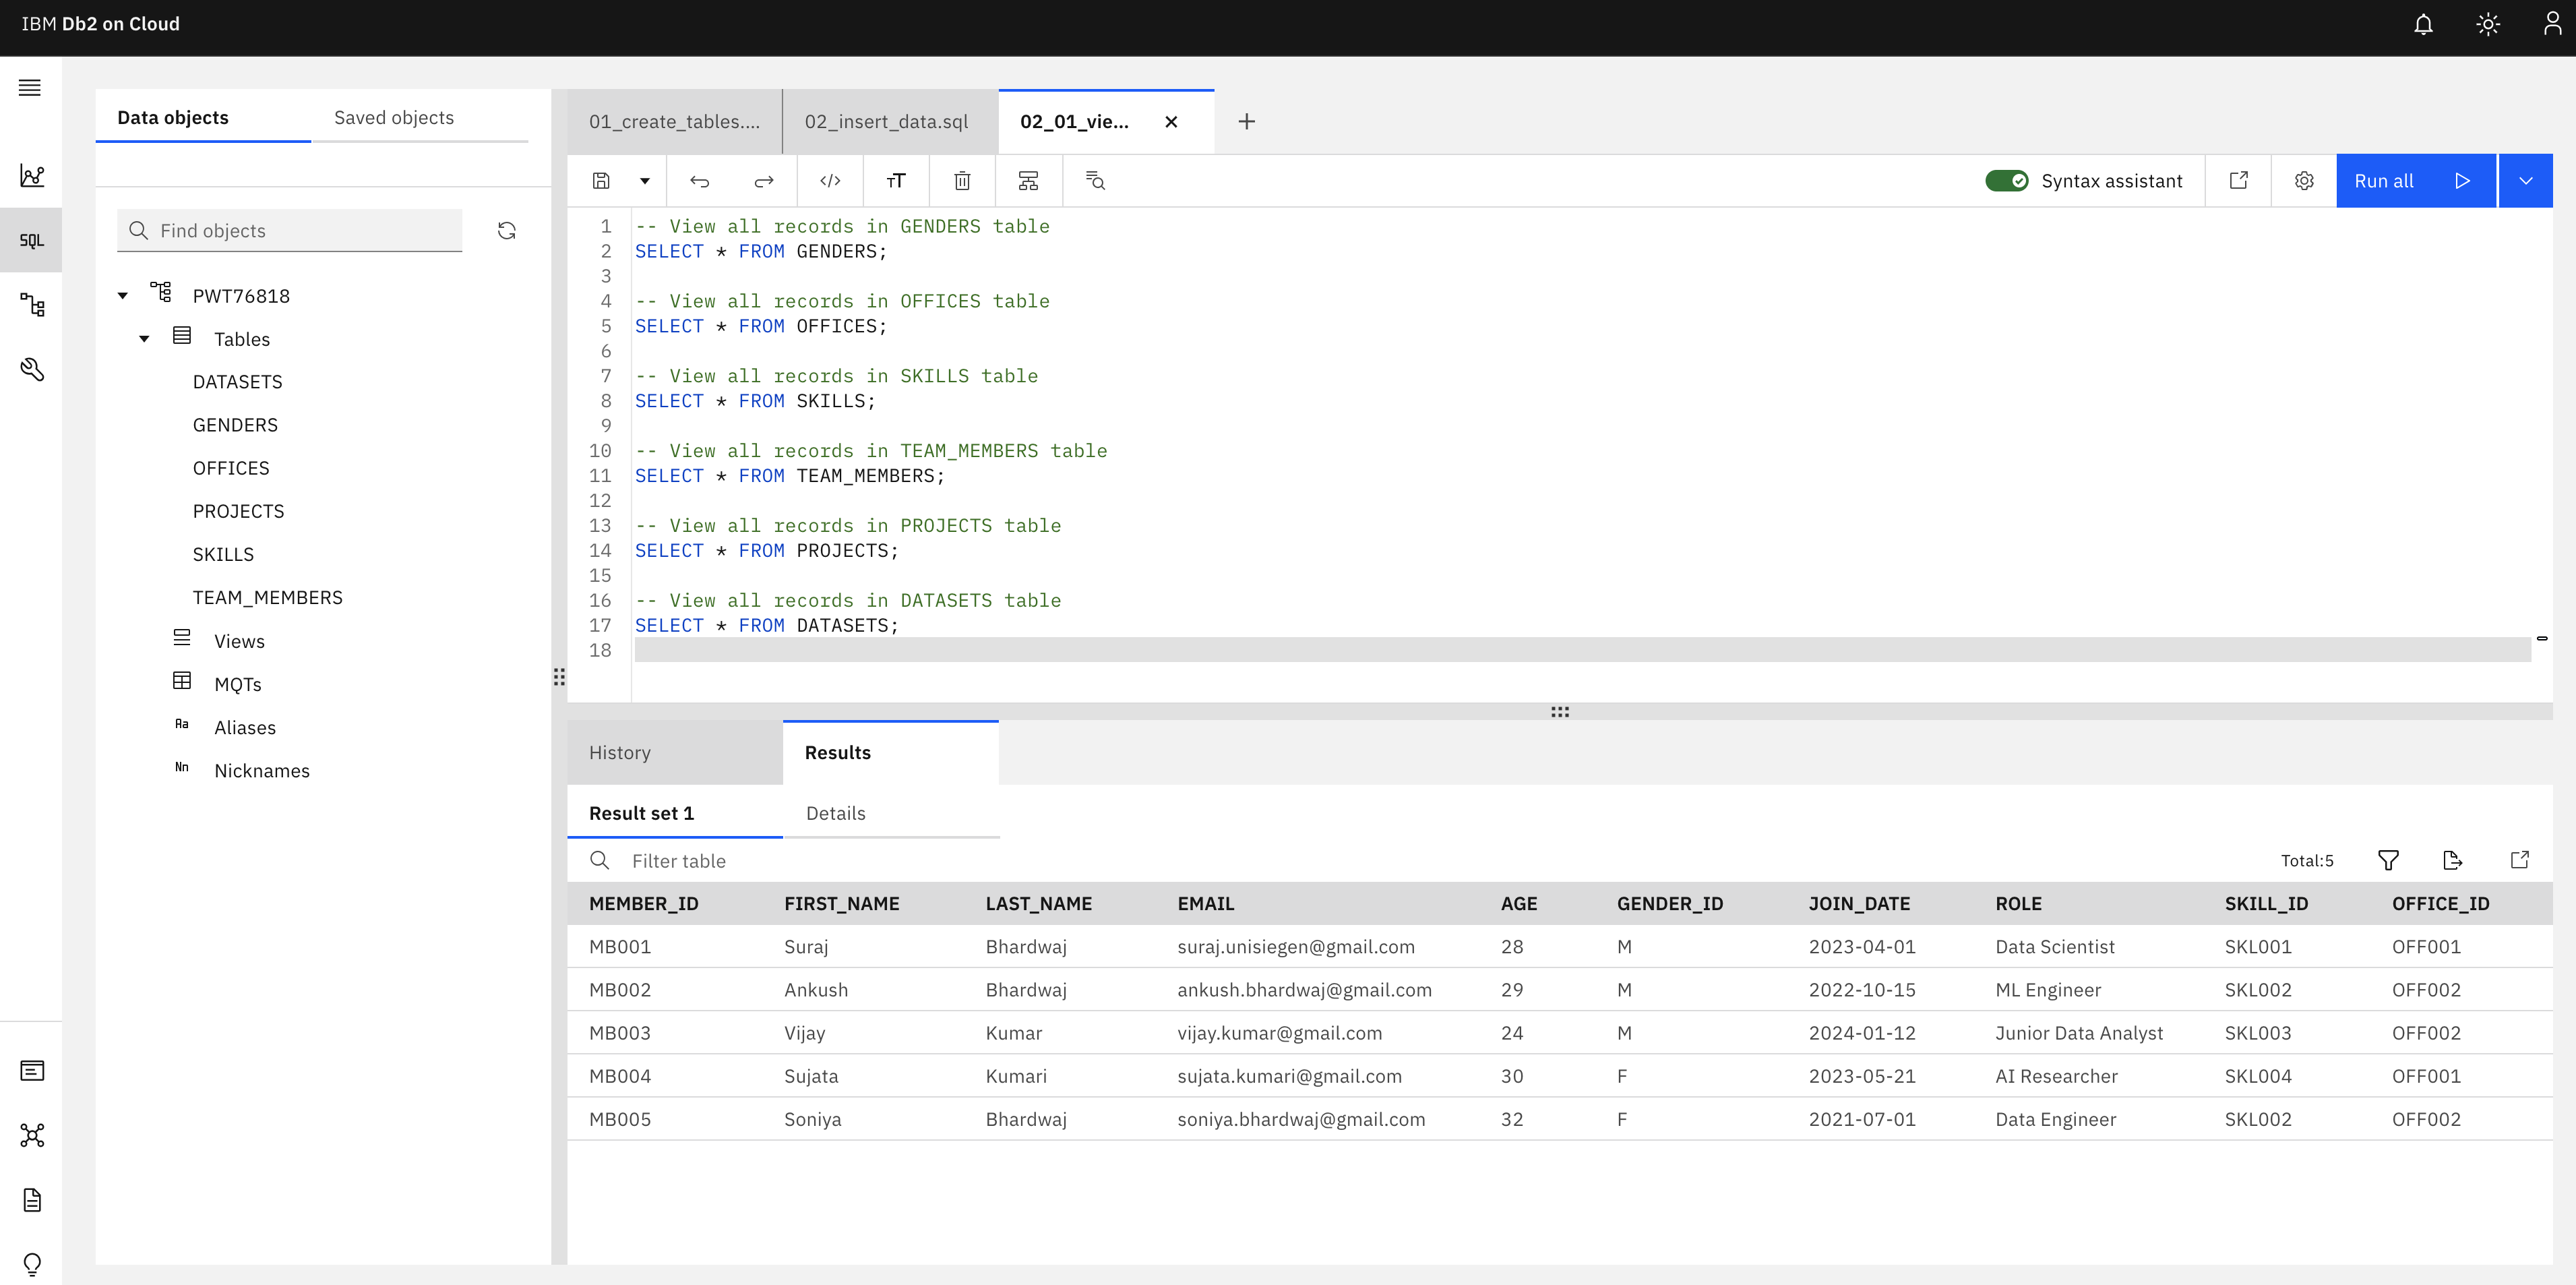 IBM Db2 on Cloud
Data objects Saved objects
01_create_tables.... 02_insert_data.sql 02_01_vie...
SQL
Find objects
PWT76818
Tables
DATASETS
GENDERS
OFFICES
PROJECTS
SKILLS
TEAM_MEMBERS
Views
MQTs
Aa Aliases
Nn Nicknames
</> TT Syntax assistant Run all
1 -- View all records in GENDERS table
2 SELECT * FROM GENDERS;
3
4 -- View all records in OFFICES table
5 SELECT * FROM OFFICES;
6
7 -- View all records in SKILLS table
8 SELECT * FROM SKILLS;
9
10 -- View all records in TEAM_MEMBERS table
11 SELECT * FROM TEAM_MEMBERS;
12
13 -- View all records in PROJECTS table
14 SELECT * FROM PROJECTS;
15
16 -- View all records in DATASETS table
17 SELECT * FROM DATASETS;
18
History Results
Result set 1 Details
Filter table Total:5
MEMBER_ID FIRST_NAME LAST_NAME EMAIL AGE GENDER_ID JOIN_DATE ROLE SKILL_ID OFFICE_ID
MB001 Suraj Bhardwaj suraj.unisiegen@gmail.com 28 M 2023-04-01 Data Scientist SKL001 OFF001
MB002 Ankush Bhardwaj ankush.bhardwaj@gmail.com 29 M 2022-10-15 ML Engineer SKL002 OFF002
MB003 Vijay Kumar vijay.kumar@gmail.com 24 M 2024-01-12 Junior Data Analyst SKL003 OFF002
MB004 Sujata Kumari sujata.kumari@gmail.com 30 F 2023-05-21 AI Researcher SKL004 OFF001
MB005 Soniya Bhardwaj soniya.bhardwaj@gmail.com 32 F 2021-07-01 Data Engineer SKL002 OFF002